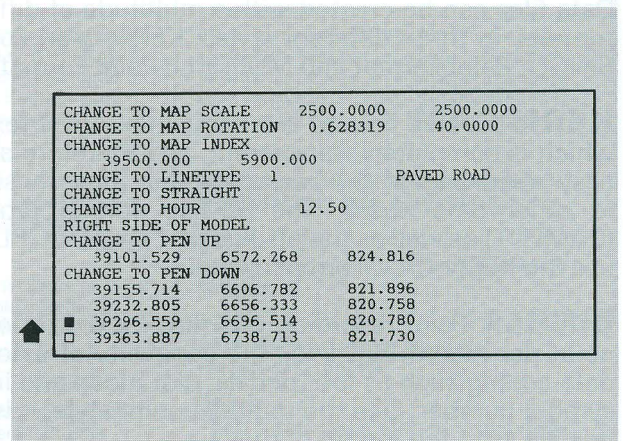 CHANGE TO MAP SCALE 2500.0000 2500.0000
CHANGE TO MAP ROTATION 0.628319 40.0000
CHANGE TO MAP INDEX
39500.000 5900.000
CHANGE TO LINETYPE 1 PAVED ROAD
CHANGE TO STRAIGHT
CHANGE TO HOUR 12.50
RIGHT SIDE OF MODEL
CHANGE TO PEN UP
39101.529 6572.268 824.816
CHANGE TO PEN DOWN
39155.714 6606.782 821.896
39232.805 6656.333 820.758
39296.559 6696.514 820.780
39363.887 6738.713 821.730